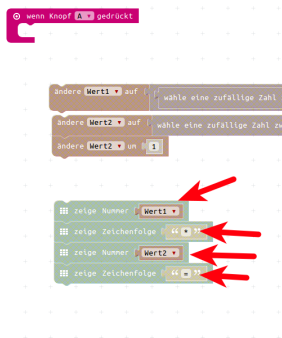 wenn Knopf A gedrückt
ändere Wert1 auf wähle eine zufällige Zahl
ändere Wert2 auf wähle eine zufällige Zahl zw
ändere Wert2 um 1
zeige Nummer Wert1
zeige Zeichenfolge " * "
zeige Nummer Wert2
zeige Zeichenfolge " = "